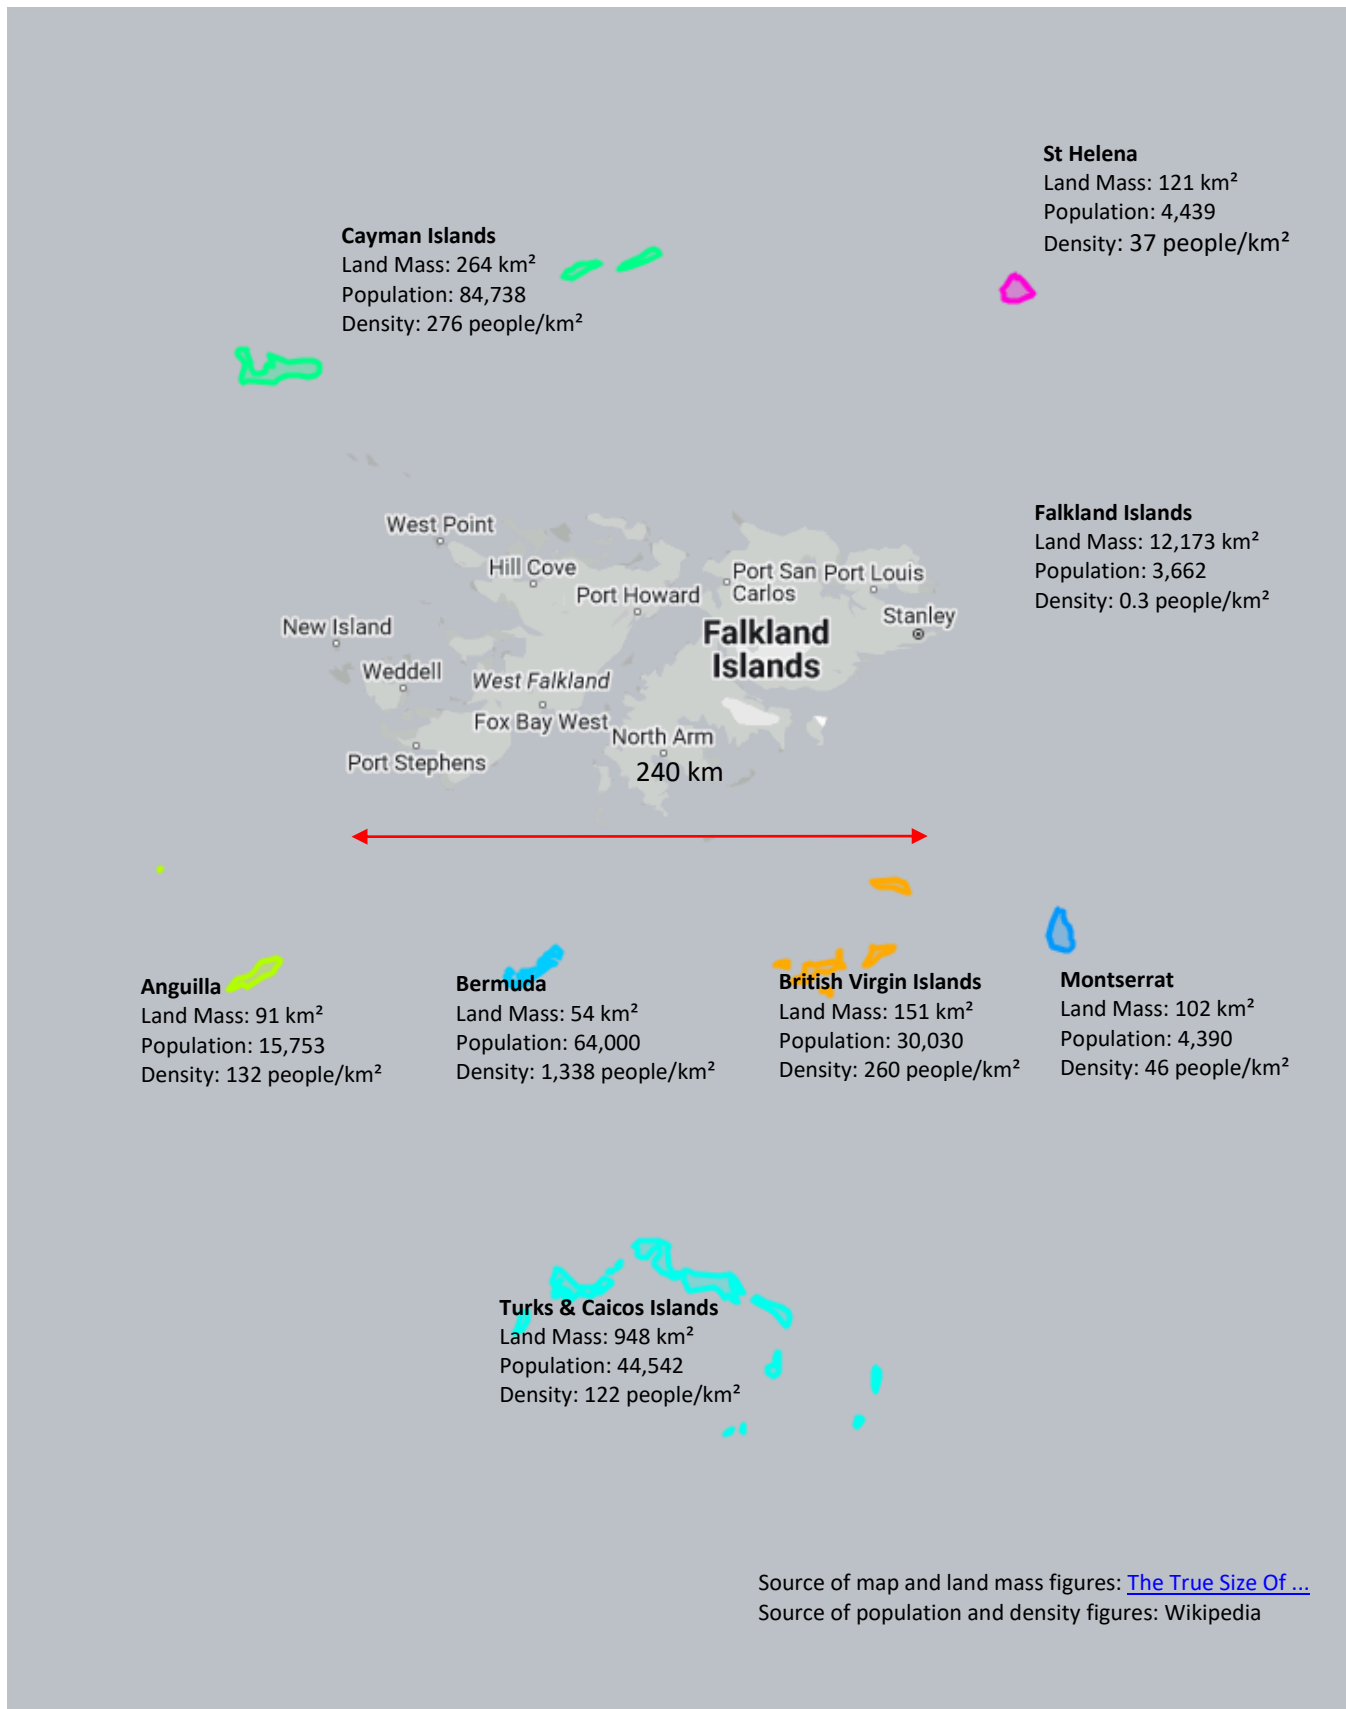 St Helena
Land Mass: 121 km²
Population: 4,439
Density: 37 people/km²
Cayman Islands
Land Mass: 264 km²
Population: 84,738
Density: 276 people/km²
Falkland Islands
Land Mass: 12,173 km²
Population: 3,662
Density: 0.3 people/km²
West Point
Hill Cove
Port Howard
Port San Carlos
Port Louis
Stanley
New Island
Falkland
Islands
Weddell
West Falkland
Fox Bay West
North Arm
Port Stephens
240 km
Anguilla
Land Mass: 91 km²
Population: 15,753
Density: 132 people/km²
Bermuda
Land Mass: 54 km²
Population: 64,000
Density: 1,338 people/km²
British Virgin Islands
Land Mass: 151 km²
Population: 30,030
Density: 260 people/km²
Montserrat
Land Mass: 102 km²
Population: 4,390
Density: 46 people/km²
Turks & Caicos Islands
Land Mass: 948 km²
Population: 44,542
Density: 122 people/km²
Source of map and land mass figures: The True Size Of ...
Source of population and density figures: Wikipedia